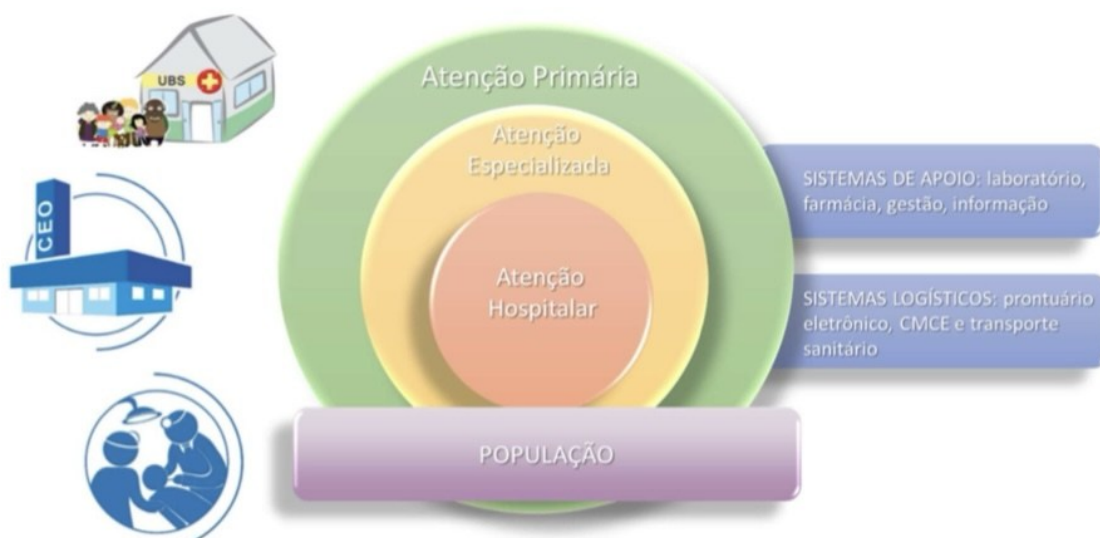 UBS
CEO
Atenção Primária
Atenção
Especializada
Atenção
Hospitalar
POPULAÇÃO
SISTEMAS DE APOIO: laboratório,
farmácia, gestão, informação
SISTEMAS LOGÍSTICOS: prontuário
eletrônico, CMCE e transporte
sanitário